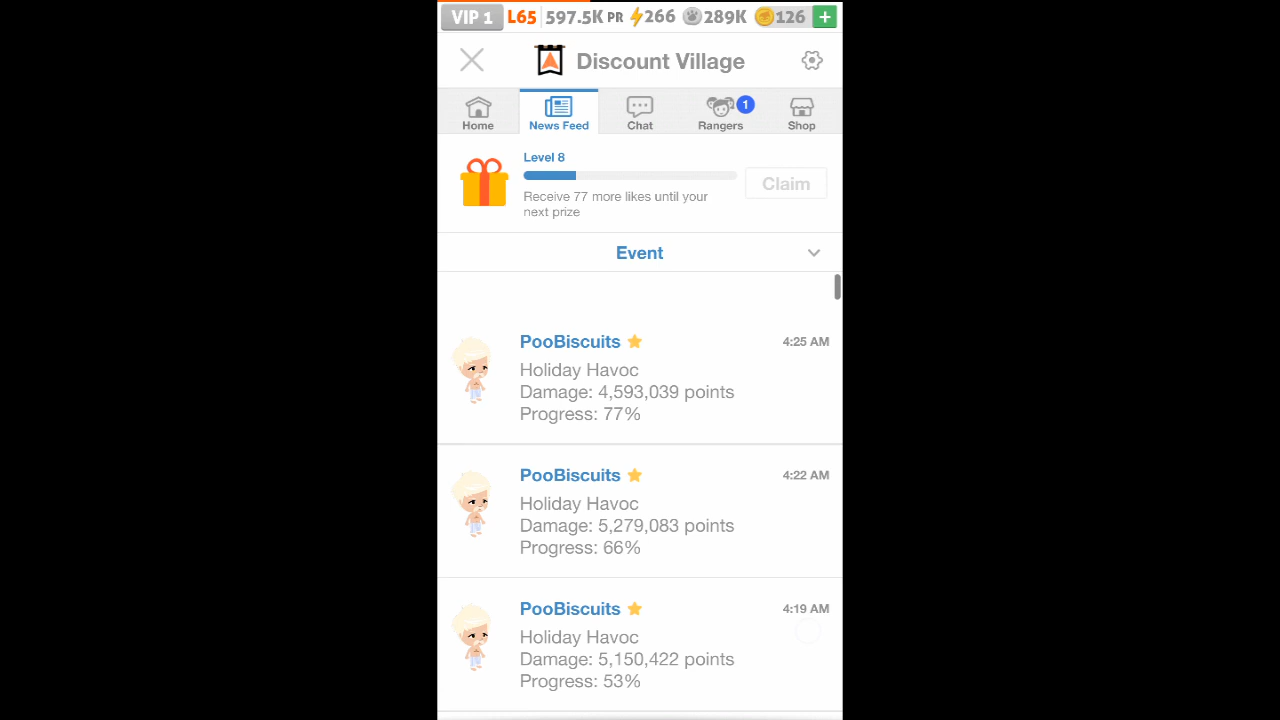 VIP 1 L65 597.5K PR 266 289K 126 +
Discount Village
Home News Feed Chat Rangers 1 Shop
Level 8
Receive 77 more likes until your
next prize
Claim
Event
PooBiscuits 4:25 AM
Holiday Havoc
Damage: 4,593,039 points
Progress: 77%
PooBiscuits 4:22 AM
Holiday Havoc
Damage: 5,279,083 points
Progress: 66%
PooBiscuits 4:19 AM
Holiday Havoc
Damage: 5,150,422 points
Progress: 53%